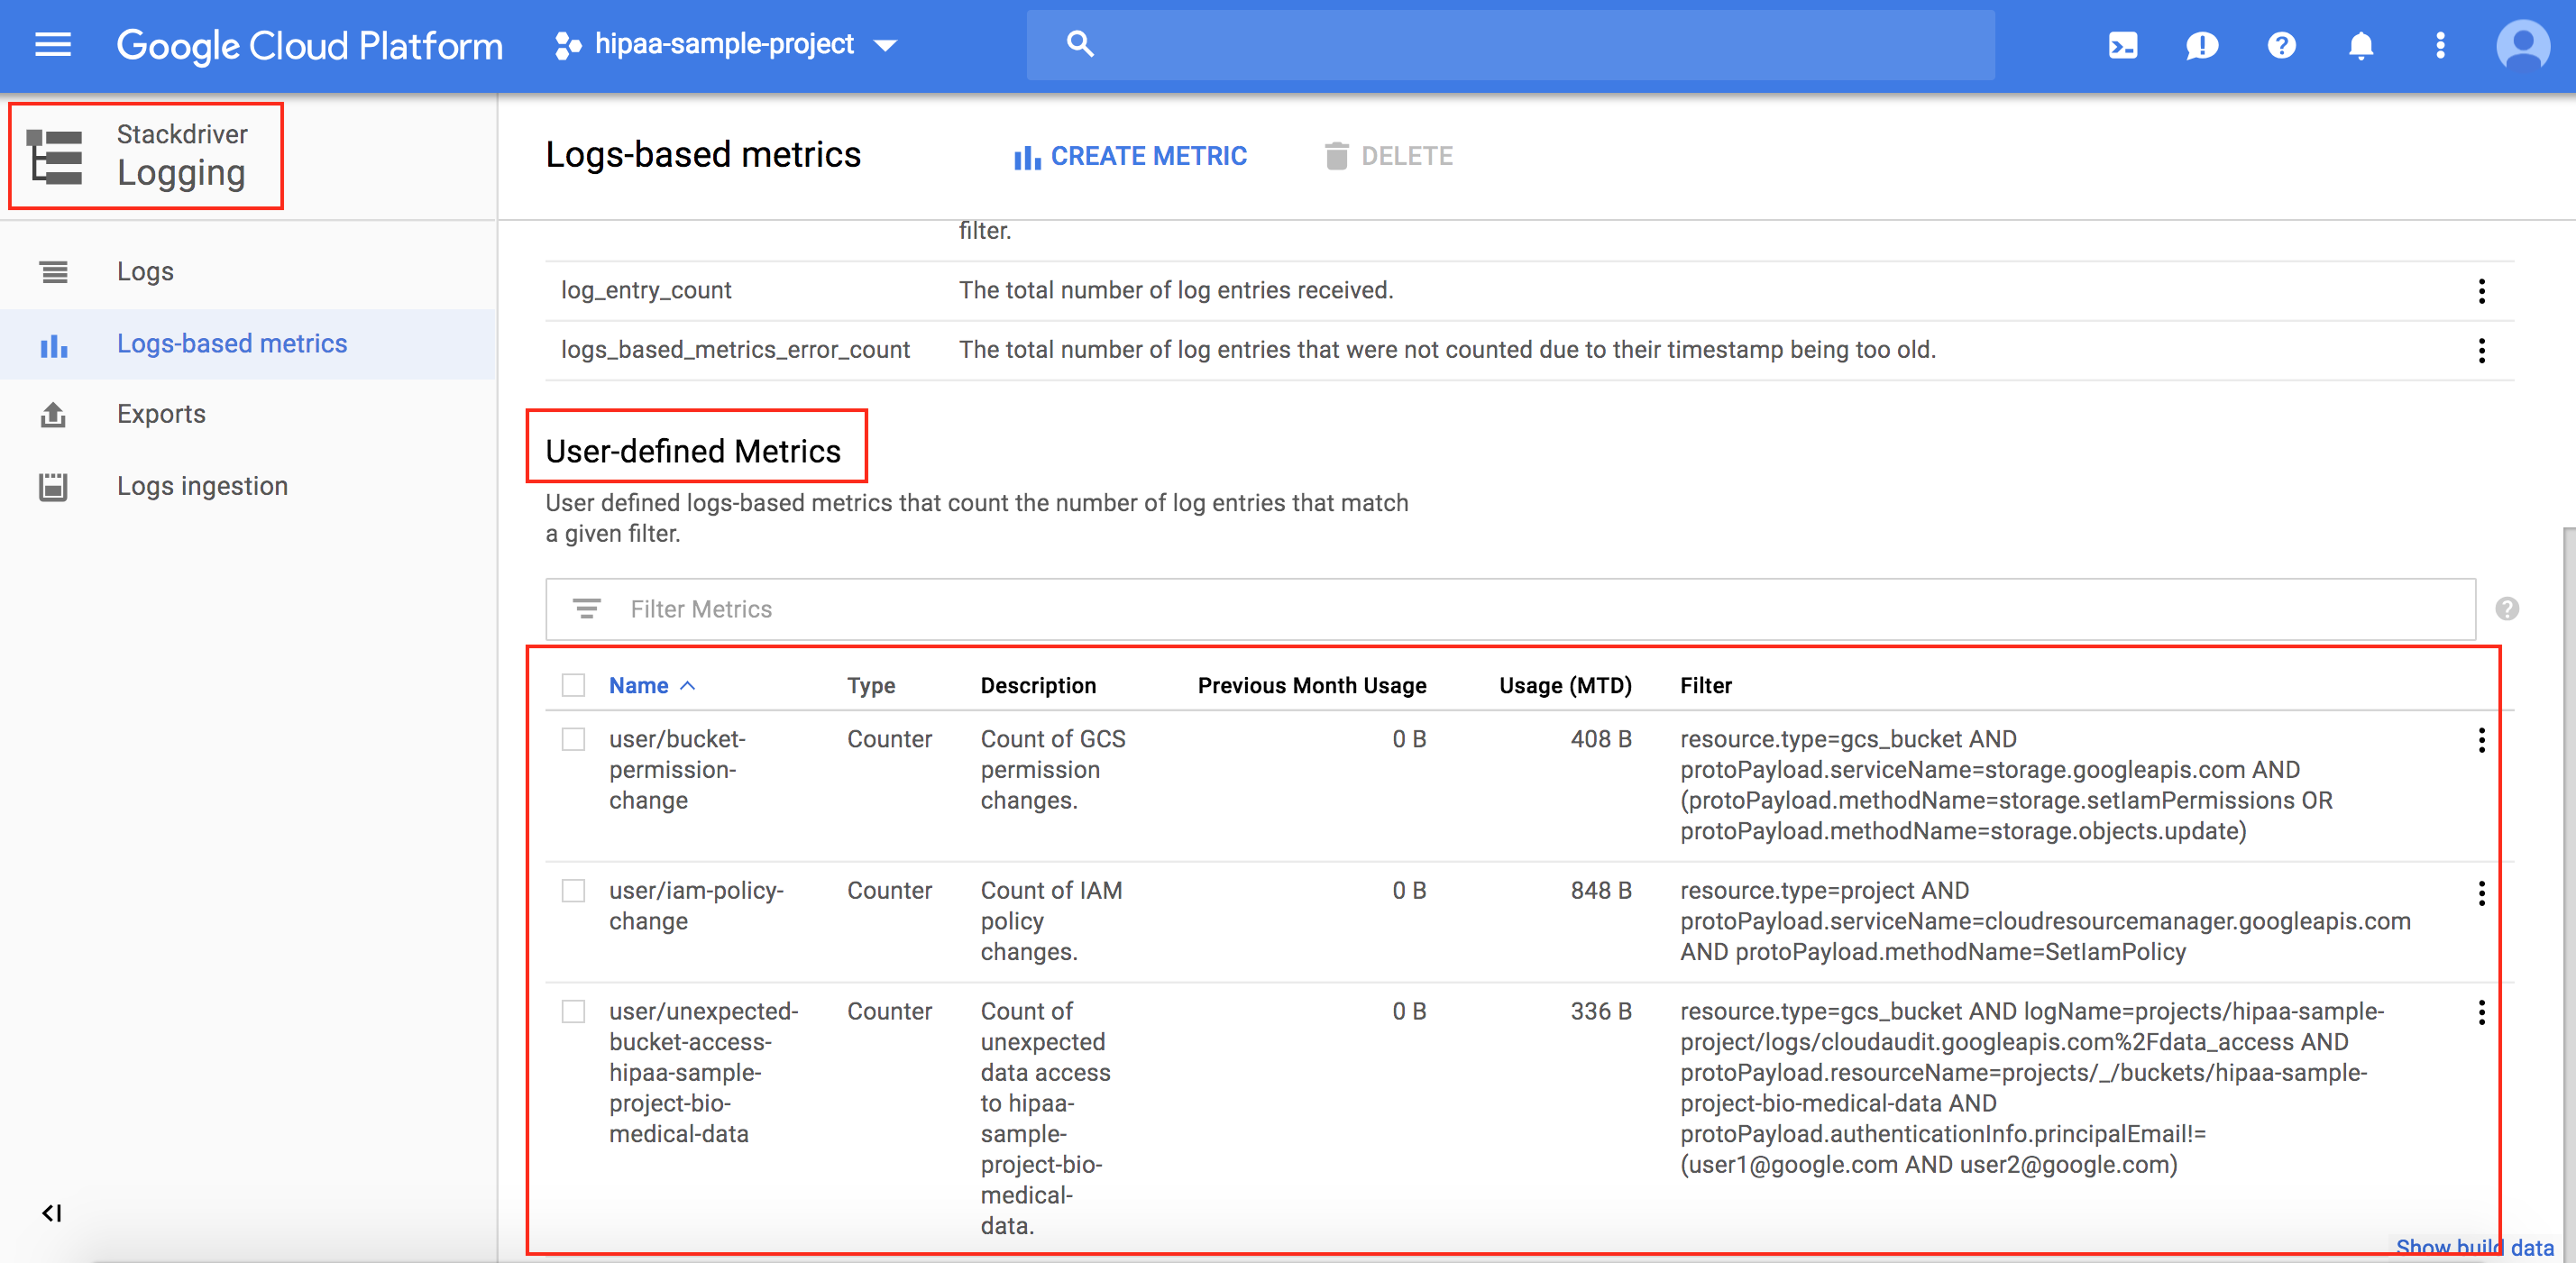 Google Cloud Platform
hipaa-sample-project
Stackdriver
Logging
Logs
Logs-based metrics
Exports
Logs ingestion
Logs-based metrics
CREATE METRIC
DELETE
filter.
log_entry_count The total number of log entries received.
logs_based_metrics_error_count The total number of log entries that were not counted due to their timestamp being too old.
User-defined Metrics
User defined logs-based metrics that count the number of log entries that match
a given filter.
Filter Metrics
Name Type Description Previous Month Usage Usage (MTD) Filter
user/bucket- Counter Count of GCS 0 B 408 B resource.type=gcs_bucket AND
permission- permission protoPayload.serviceName=storage.googleapis.com AND
change changes. (protoPayload.methodName=storage.setIamPermissions OR
protoPayload.methodName=storage.objects.update)
user/iam-policy- Counter Count of IAM 0 B 848 B resource.type=project AND
change policy protoPayload.serviceName=cloudresourcemanager.googleapis.com
changes. AND protoPayload.methodName=SetIamPolicy
user/unexpected- Counter Count of 0 B 336 B resource.type=gcs_bucket AND logName=projects/hipaa-sample-
bucket-access- unexpected project/logs/cloudaudit.googleapis.com%2Fdata_access AND
hipaa-sample- data access protoPayload.resourceName=projects/_/buckets/hipaa-sample-
project-bio- to hipaa- project-bio-medical-data AND
medical-data sample- protoPayload.authenticationInfo.principalEmail!=
project-bio- (user1@google.com AND user2@google.com)
medical-
data.
Show build data